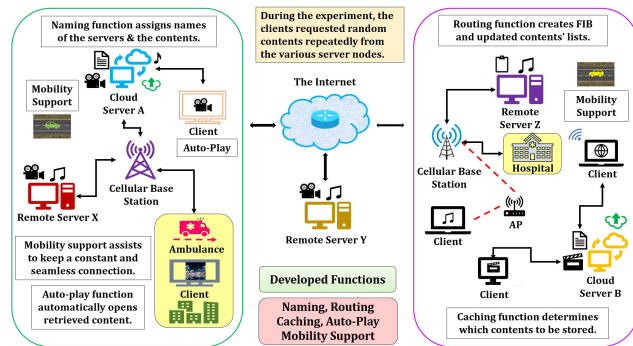 Naming function assigns names
of the servers & the contents.
Mobility
Support
Cloud
Server A
Client
Auto-Play
Cellular Base
Station
Remote Server X
Mobility support assists
to keep a constant and
seamless connection.
Auto-play function
automatically opens
retrieved content.
Ambulance
Client
During the experiment, the
clients requested random
contents repeatedly from
the various server nodes.
The Internet
Remote Server Y
Developed Functions
Naming, Routing
Caching, Auto-Play
Mobility Support
Routing function creates FIB
and updated contents' lists.
Remote
Server Z
Mobility
Support
Cellular Base
Station
Hospital
Client
Client
AP
Client
Cloud
Server B
Caching function determines
which contents to be stored.